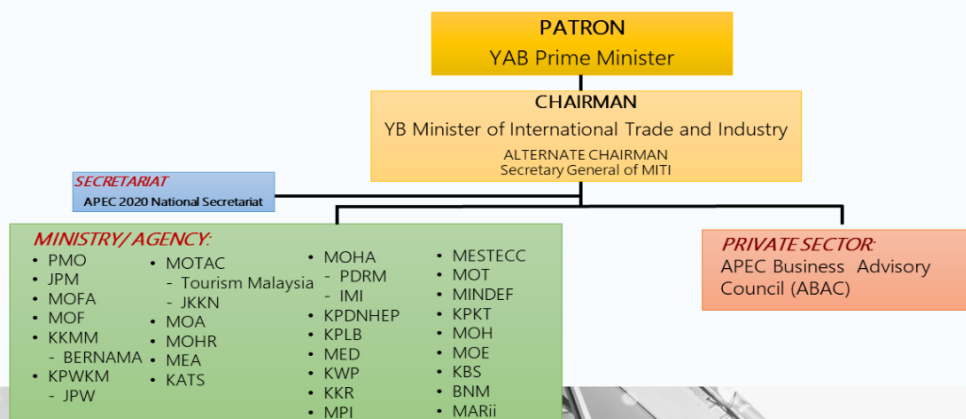 PATRON
YAB Prime Minister
CHAIRMAN
YB Minister of International Trade and Industry
ALTERNATE CHAIRMAN
Secretary General of MITI
SECRETARIAT
APEC 2020 National Secretariat
MINISTRY/ AGENCY:
• PMO
• JPM
• MOFA
• MOF
• KKMM
- BERNAMA
• KPWKM
- JPW
• MOTAC
- Tourism Malaysia
- JKKN
• MOA
• MOHR
• MEA
• KATS
• MOHA
- PDRM
- IMI
• KPDNHEP
• KPLB
• MED
• KWP
• KKR
• MPI
• MESTECC
• MOT
• MINDEF
• KPKT
• MOH
• MOE
• KBS
• BNM
• MARii
PRIVATE SECTOR:
APEC Business Advisory
Council (ABAC)